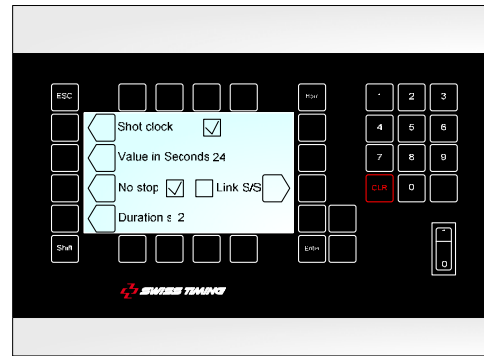 ESC
2 3
Shot clock
4 5 6
Value in Seconds 24
7 8 9
No stop Link S/S
CLR 0
Duration s 2
Shift
Enter
0
SWISS TIMING